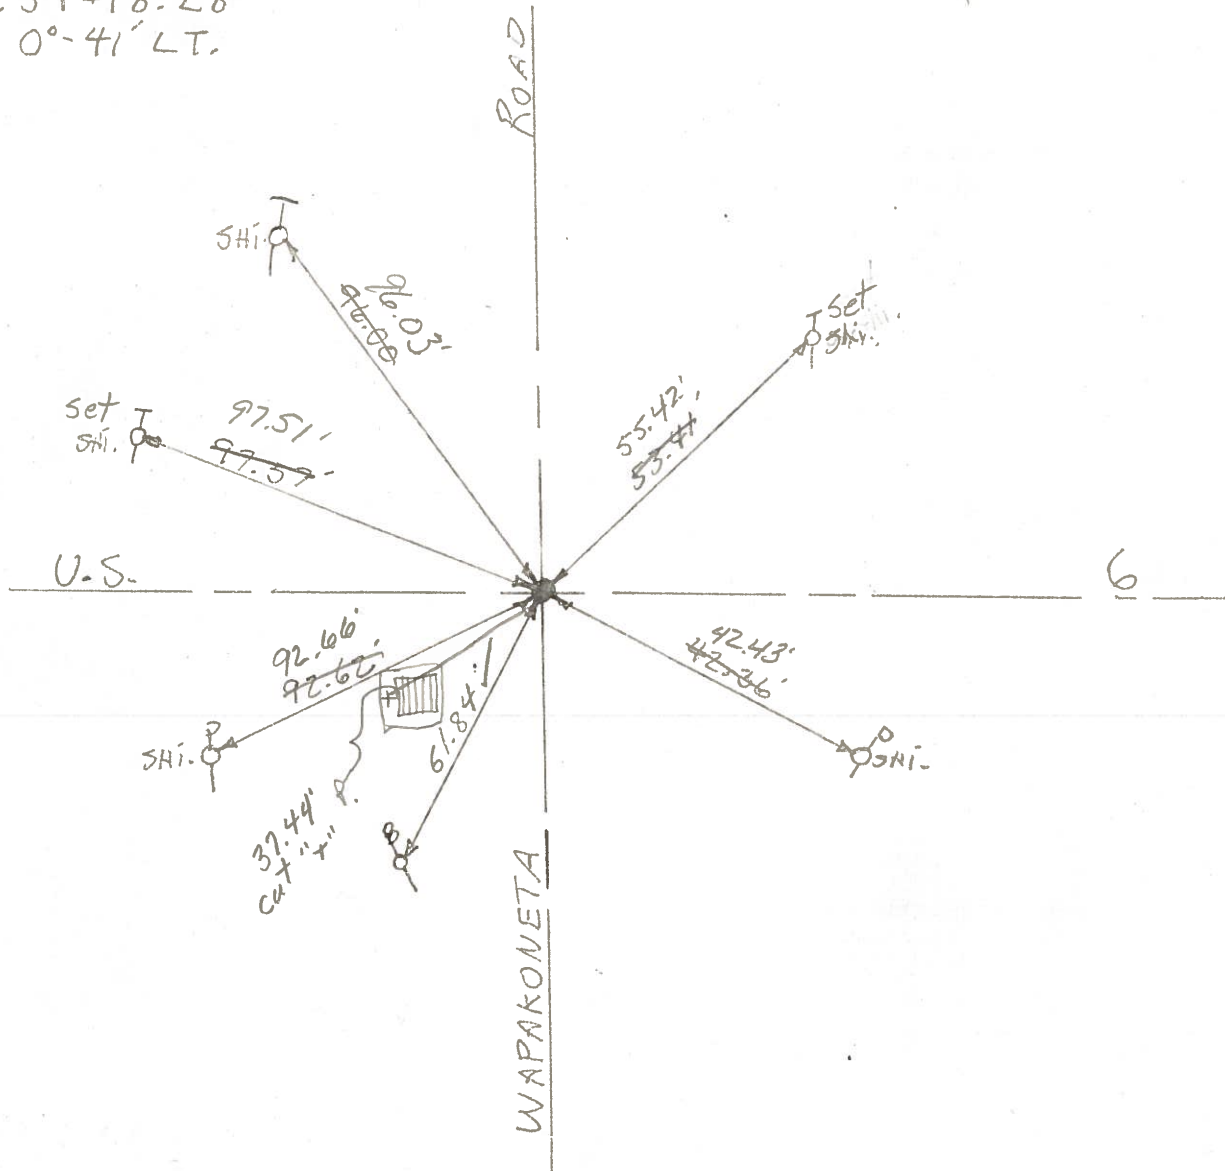 0°-41' LT.
ROAD
SHi.
96.03'
96.00
set
Shi.
set
SHi.
97.51'
97.57'
55.42'
53.41
U.S.
6
92.66'
92.62'
42.43'
42.36'
SHi.
P
61.84'
SHi.
37.44'
cut "+"
WAPAKONETA